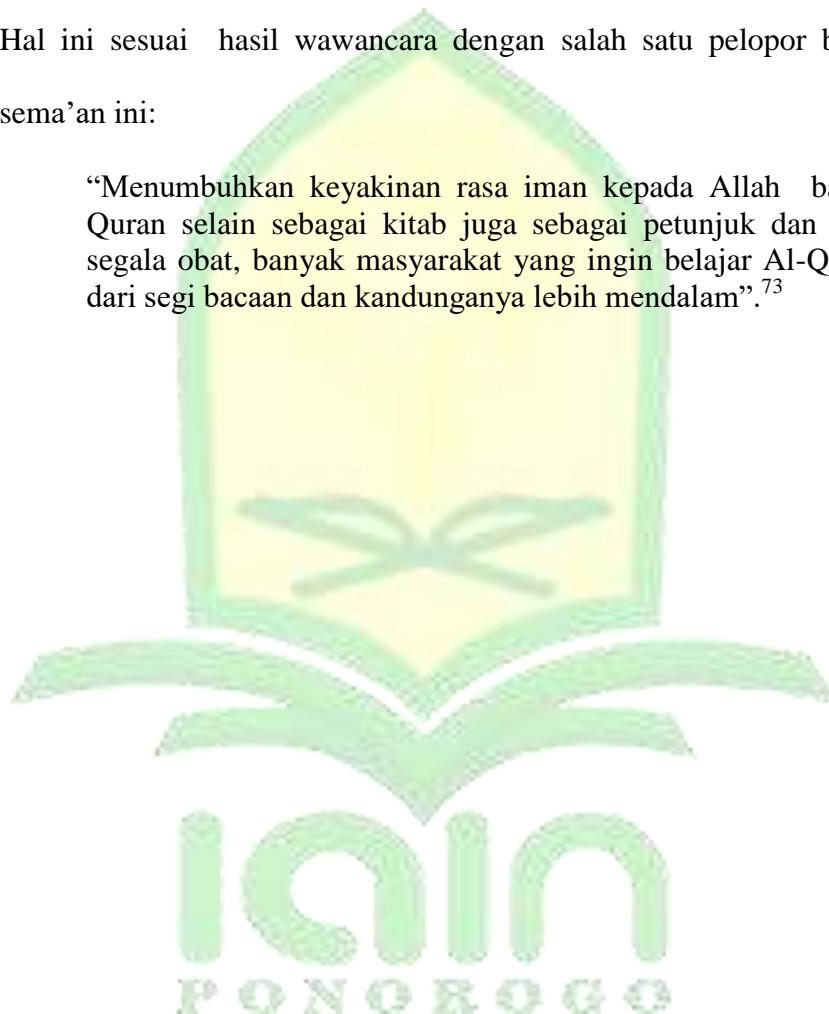 Hal ini sesuai hasil wawancara dengan salah satu pelopor
sema’an ini:
“Menumbuhkan keyakinan rasa iman kepada Allah
Quran selain sebagai kitab juga sebagai petunjuk dan
segala obat, banyak masyarakat yang ingin belajar
dari segi bacaan dan kandunganya lebih mendalam”.73
IAIN
PONOROGO